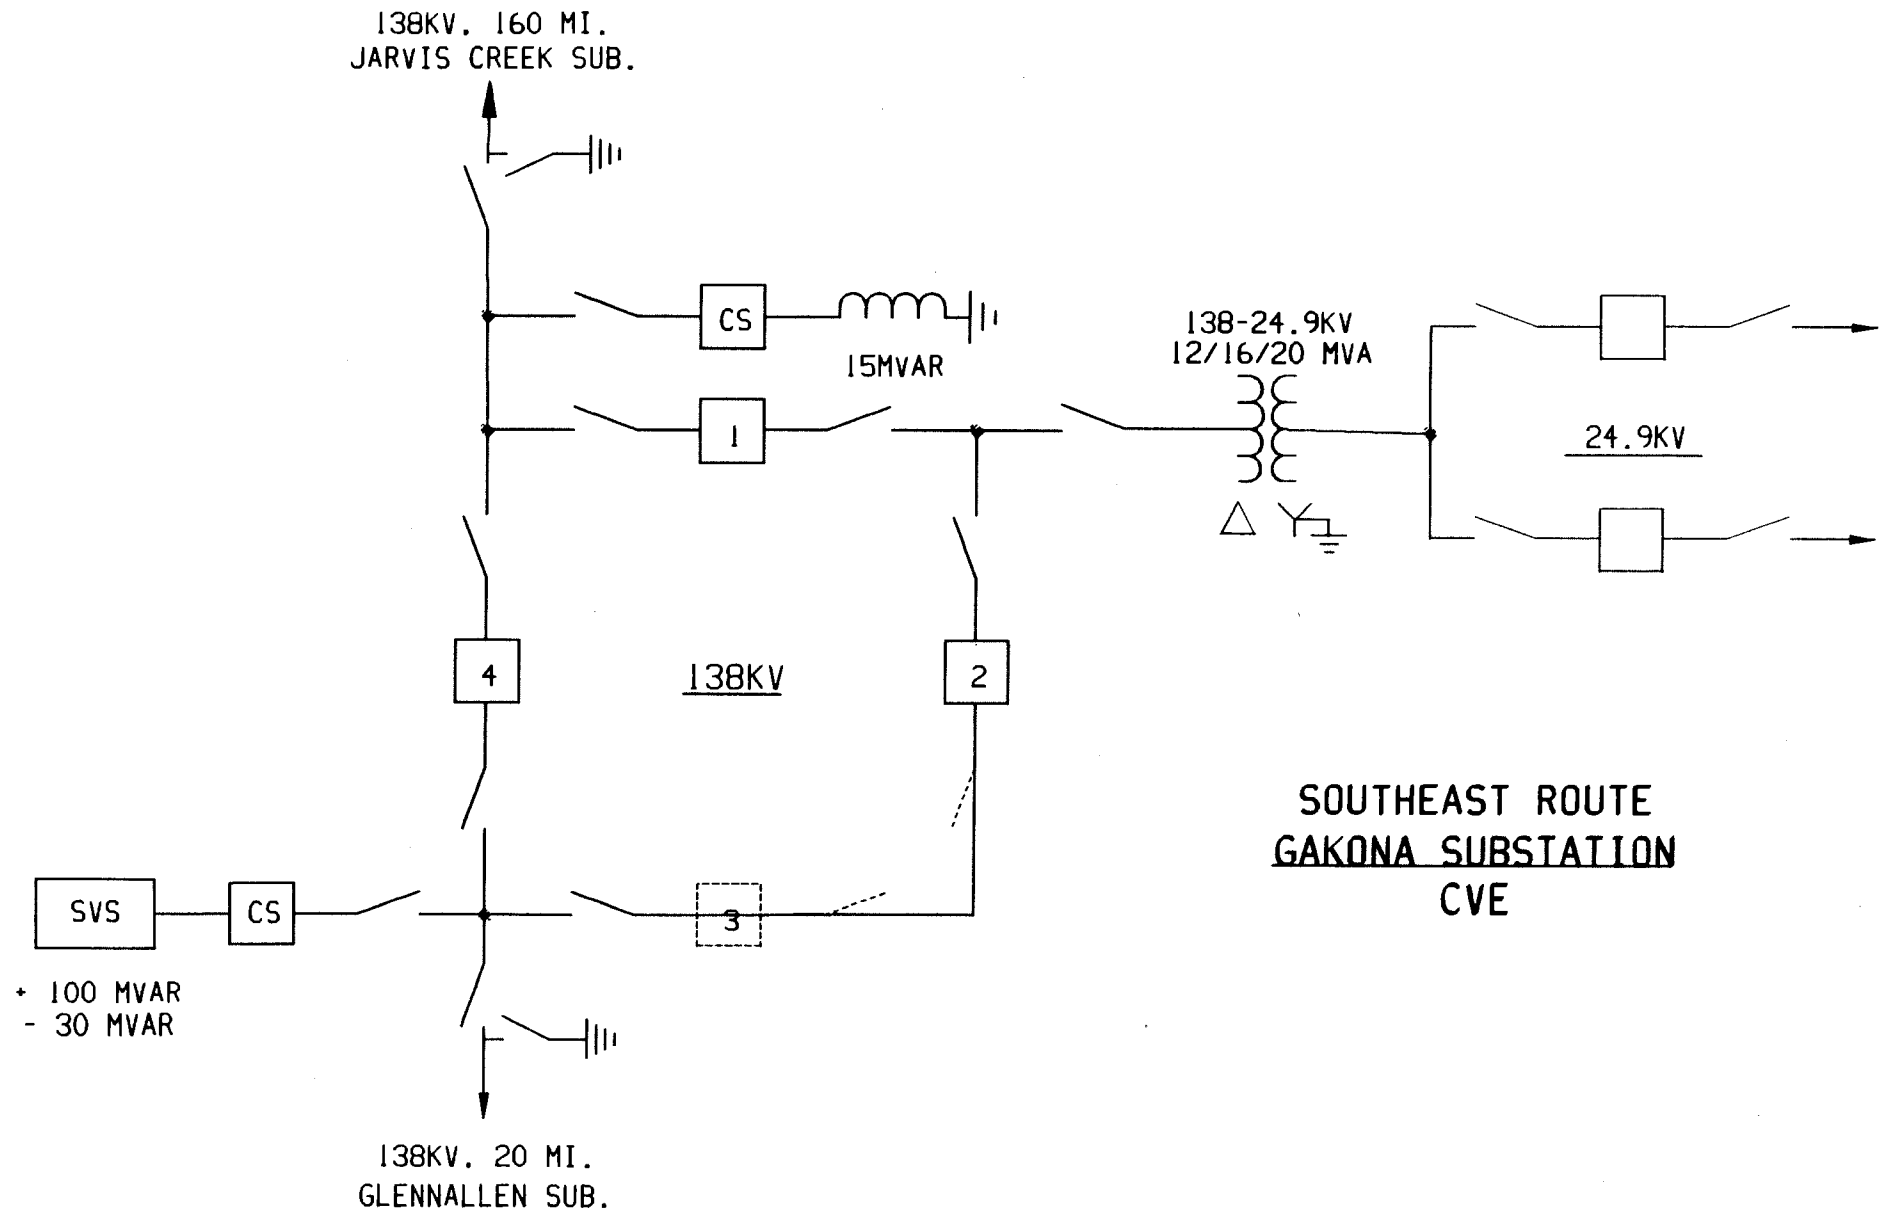 138KV. 160 MI.
JARVIS CREEK SUB.
CS
15MVAR
138-24.9KV
12/16/20 MVA
1
24.9KV
4
138KV
2
SOUTHEAST ROUTE
GAKONA SUBSTATION
CVE
SVS
CS
3
+ 100 MVAR
- 30 MVAR
138KV. 20 MI.
GLENNALLEN SUB.